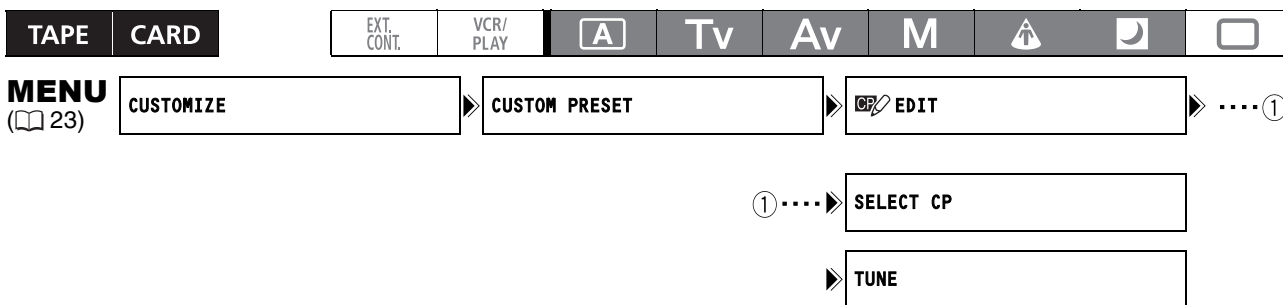 TAPE CARD EXT. CONT. VCR/ PLAY A Tv Av M
MENU
(23)
CUSTOMIZE
CUSTOM PRESET
CP EDIT
①
① SELECT CP
TUNE